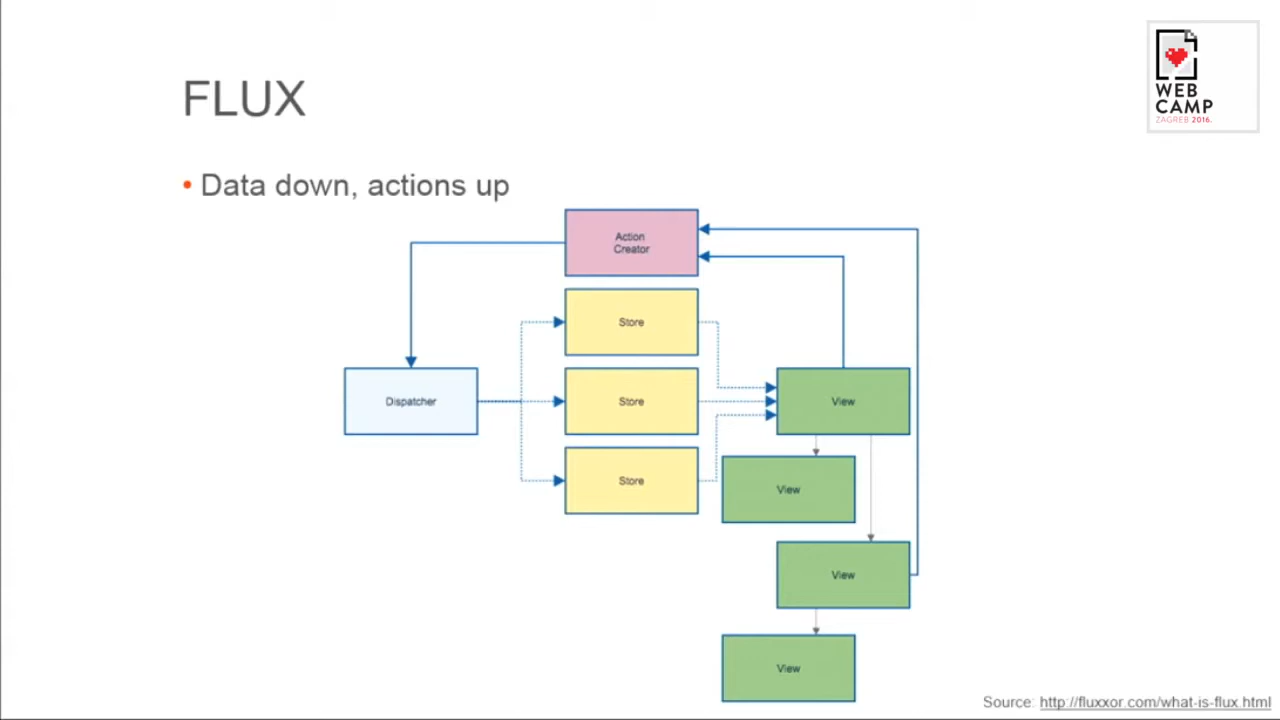 FLUX
WEB
CAMP
ZAGREB 2016.
• Data down, actions up
Action
Creator
Store
Dispatcher
Store
View
Store
View
View
View
Source: http://fluxxor.com/what-is-flux.html